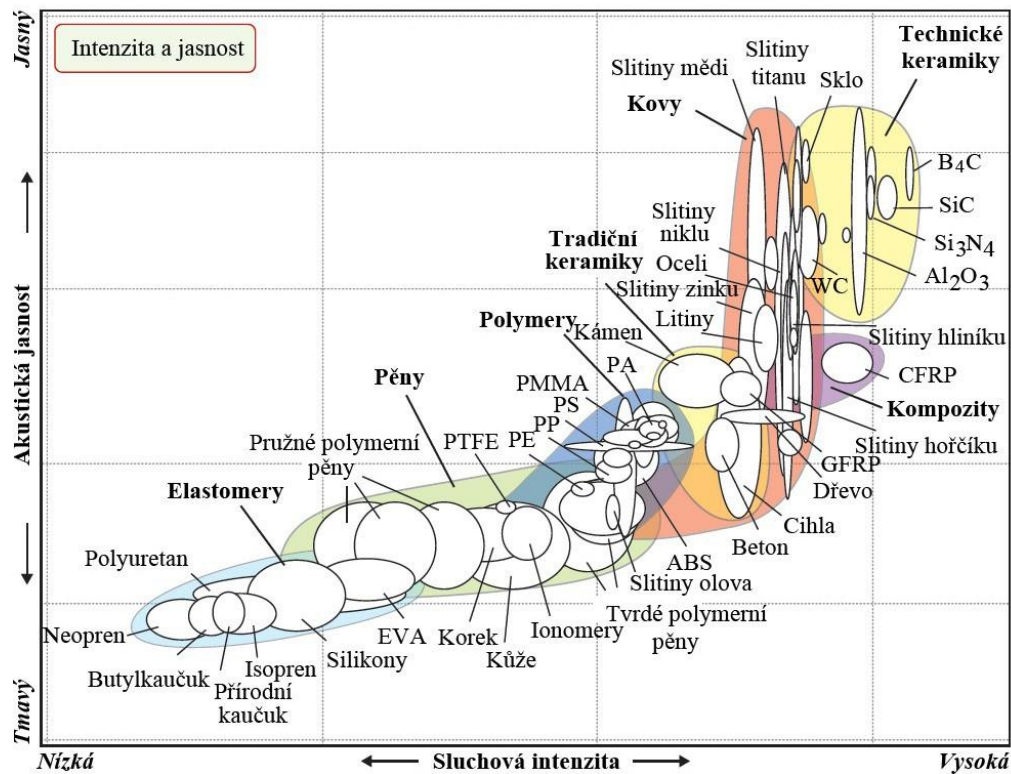 Jasný
Intenzita a jasnost
Technické
keramiky
Slitiny
titanu
Slitiny mědi
Sklo
Kovy
B₄C
SiC
Slitiny
niklu
Si₃N₄
Tradiční
keramiky
Oceli
WC
Al₂O₃
Slitiny zinku
Polymery
Litiny
Kámen
Slitiny hliníku
Pěny
PA
CFRP
PMMA
PS
Kompozity
Pružné polymerní
pěny
PTFE
PP
PE
Slitiny hořčíku
GFRP
Elastomery
Dřevo
Cihla
Beton
Polyuretan
ABS
Slitiny olova
Tvrdé polymerní
pěny
Neopren
EVA
Korek
Ionomery
Kůže
Silikony
Isopren
Butylkaučuk
Přírodní
kaučuk
Akustická jasnost
Tmavý
Nízká
Sluchová intenzita
Vysoká